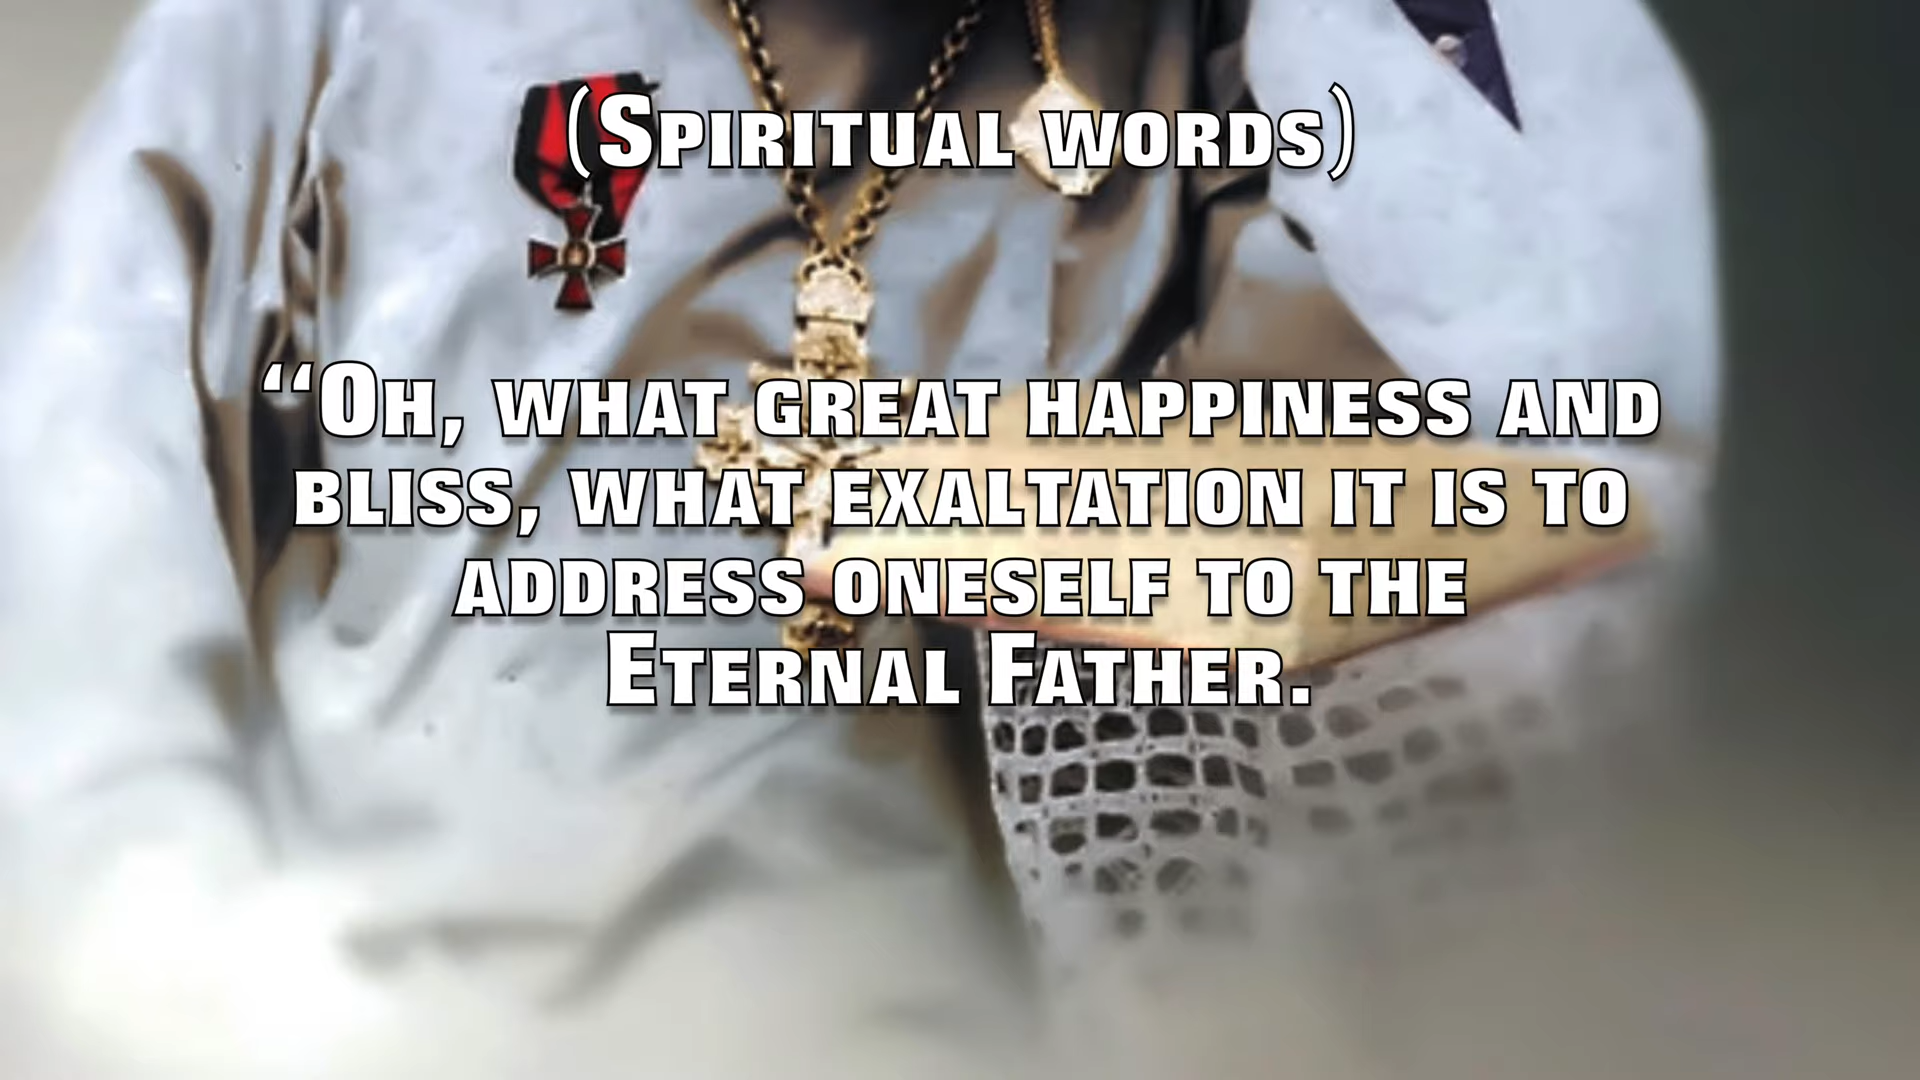 (Spiritual words)
“Oh, what great happiness and
bliss, what exaltation it is to
address oneself to the
Eternal Father.